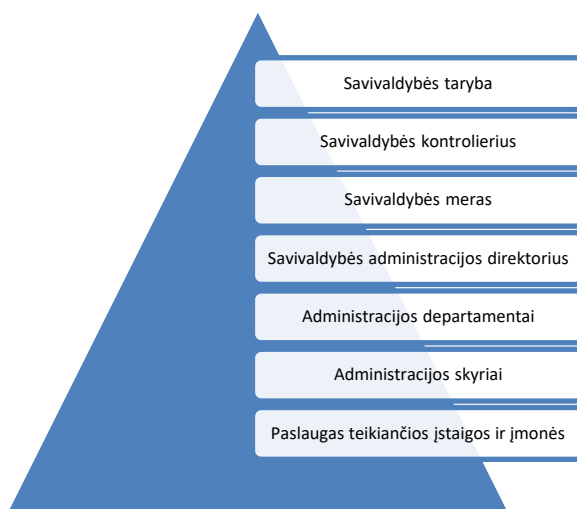 Savivaldybės taryba
Savivaldybės kontrolierius
Savivaldybės meras
Savivaldybės administracijos direktorius
Administracijos departamentai
Administracijos skyriai
Paslaugas teikiančios įstaigos ir įmonės